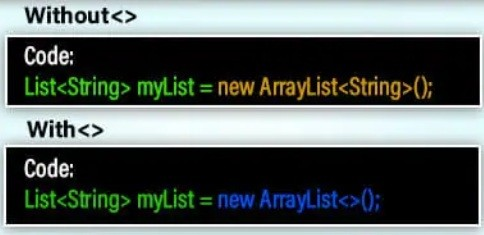 Without<>
Code:
List<String> myList = new ArrayList<String>();
With<>
Code:
List<String> myList = new ArrayList<>();